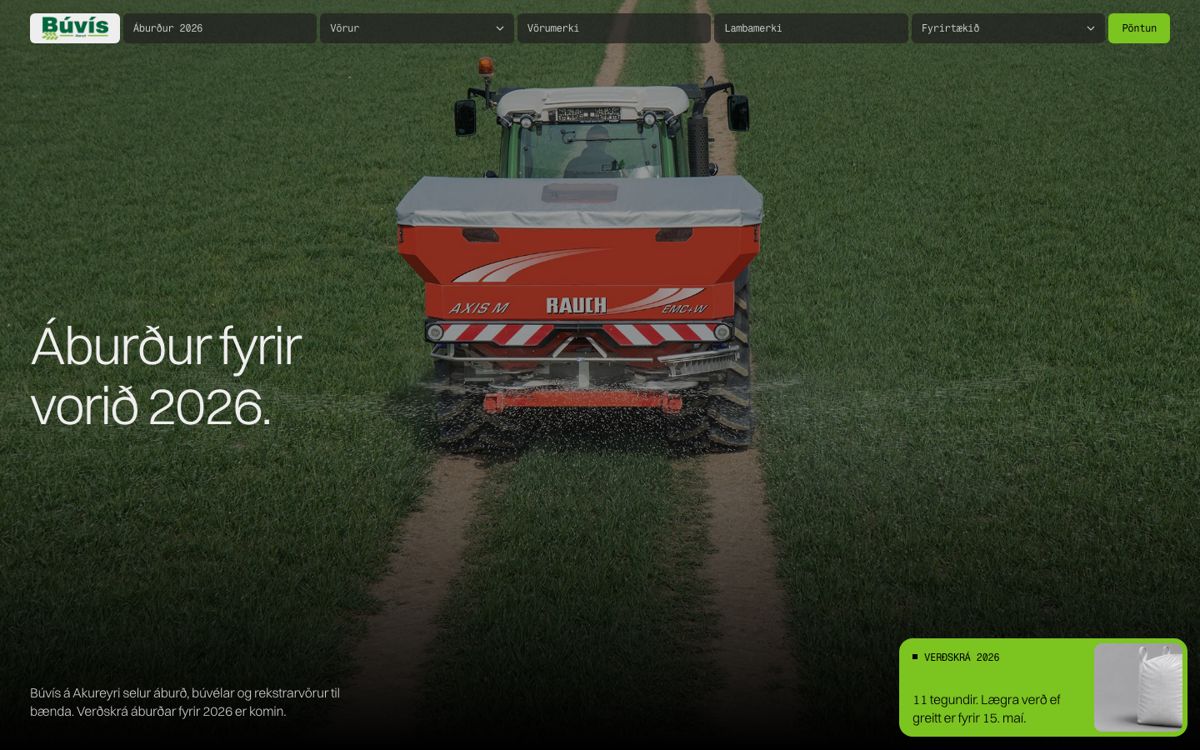 Búvís
Áburður 2026
Vörur
Vörumerki
Lambamerki
Fyrirtækið
Pöntun
AXIS M
RAUCH
EMC+W
Áburður fyrir
vorið 2026.
Búvís á Akureyri selur áburð, búvélar og rekstrarvörur til
bænda. Verðskrá áburðar fyrir 2026 er komin.
VERÐSKRÁ 2026
11 tegundir. Lægra verð ef
greitt er fyrir 15. maí.